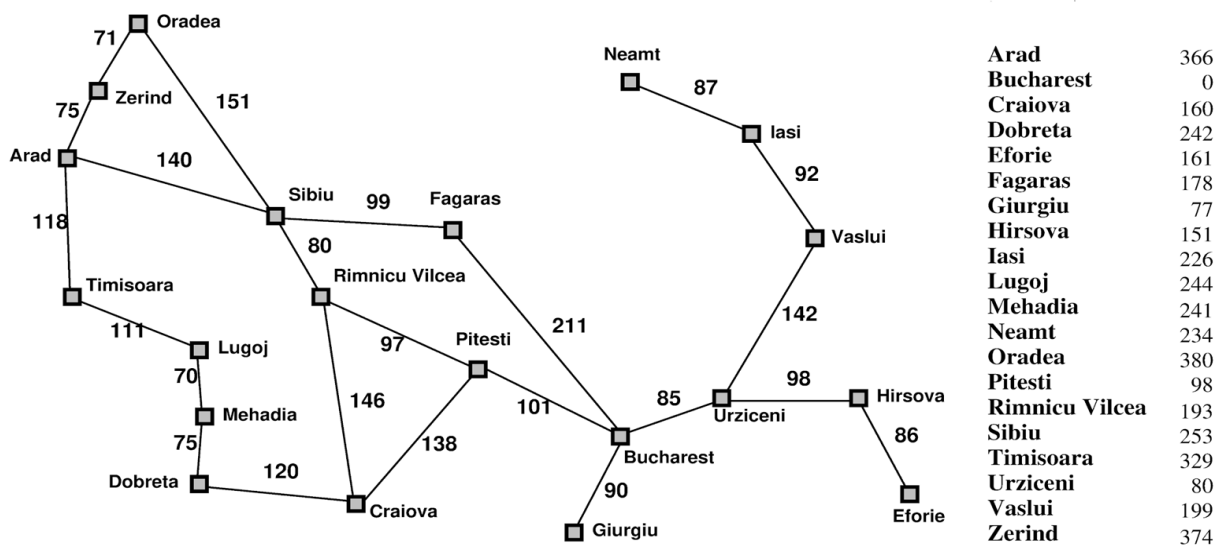 Oradea
71
Neamt
87
Zerind
151
75
Iasi
Arad
140
92
Sibiu
99
Fagaras
118
80
Vaslui
Timisoara
Rimnicu Vilcea
211
142
111
97
Pitesti
Lugoj
70
98
Hirsova
146
101
85
Urziceni
Mehadia
86
75
138
Bucharest
Dobreta
120
90
Craiova
Giurgiu
Eforie
Arad 366
Bucharest 0
Craiova 160
Dobreta 242
Eforie 161
Fagaras 178
Giurgiu 77
Hirsova 151
Iasi 226
Lugoj 244
Mehadia 241
Neamt 234
Oradea 380
Pitesti 98
Rimnicu Vilcea 193
Sibiu 253
Timisoara 329
Urziceni 80
Vaslui 199
Zerind 374